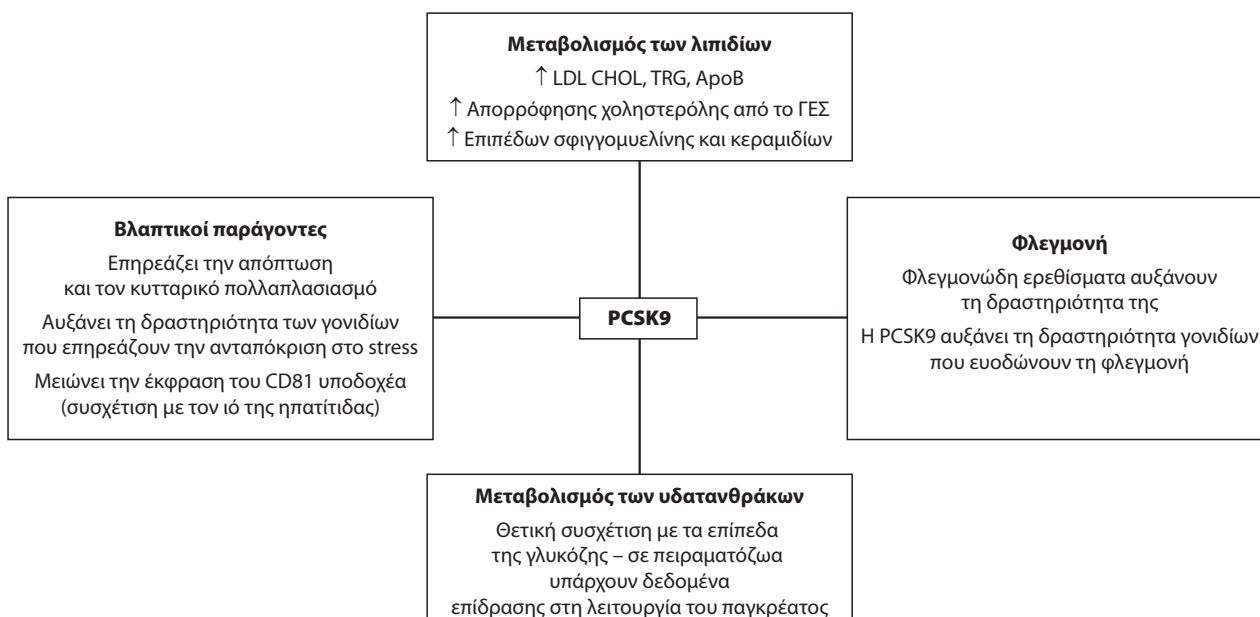 Μεταβολισμός των λιπιδίων
↑ LDL CHOL, TRG, ApoB
↑ Απορρόφησης χοληστερόλης από το ΓΕΣ
↑ Επιπέδων σφιγγομυελίνης και κεραμιδίων
Βλαπτικοί παράγοντες
Επηρεάζει την απόπτωση
και τον κυτταρικό πολλαπλασιασμό
Αυξάνει τη δραστηριότητα των γονιδίων
που επηρεάζουν την ανταπόκριση στο stress
Μειώνει την έκφραση του CD81 υποδοχέα
(συσχέτιση με τον ιό της ηπατίτιδας)
PCSK9
Φλεγμονή
Φλεγμονώδη ερεθίσματα αυξάνουν
τη δραστηριότητα της
Η PCSK9 αυξάνει τη δραστηριότητα γονιδίων
που ευοδώνουν τη φλεγμονή
Μεταβολισμός των υδατανθράκων
Θετική συσχέτιση με τα επίπεδα
της γλυκόζης – σε πειραματόζωα
υπάρχουν δεδομένα
επίδρασης στη λειτουργία του παγκρέατος